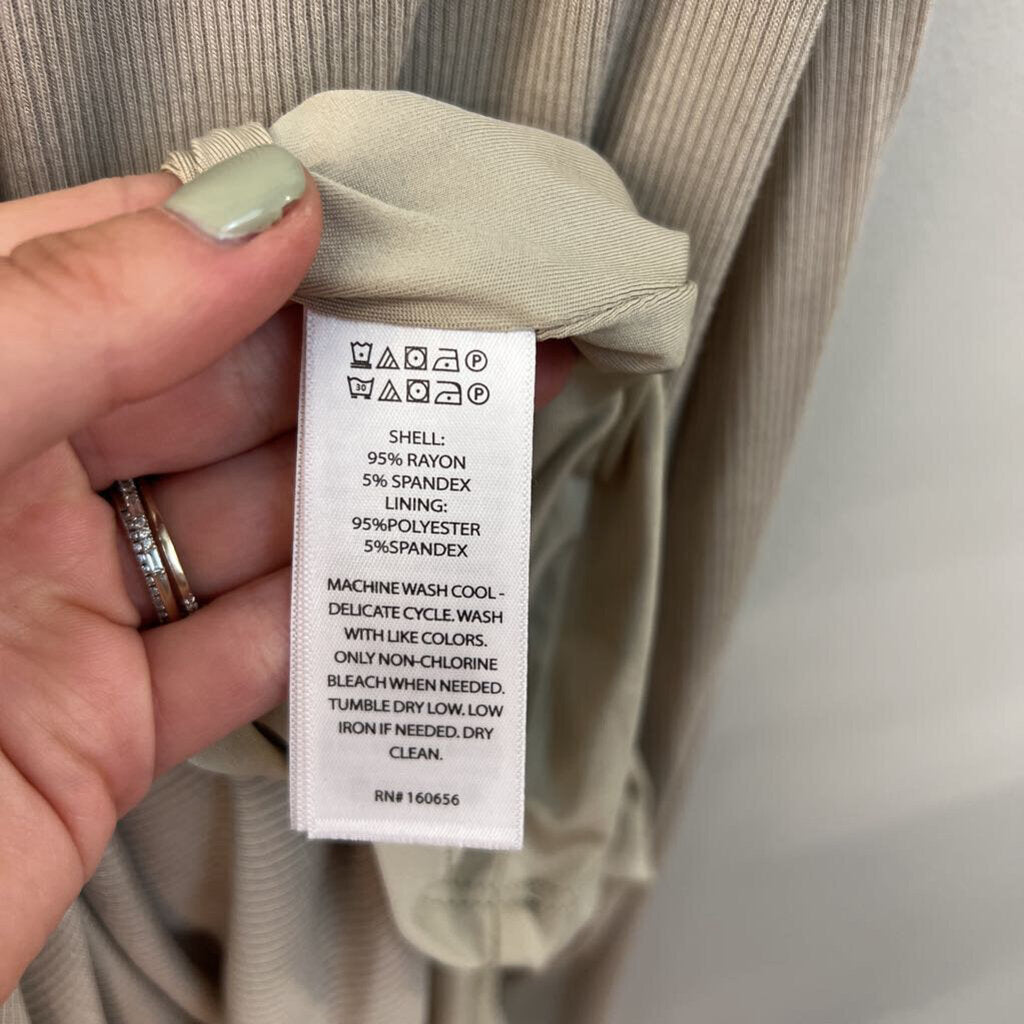 P
30 P
SHELL:
95% RAYON
5% SPANDEX
LINING:
95%POLYESTER
5%SPANDEX
MACHINE WASH COOL -
DELICATE CYCLE. WASH
WITH LIKE COLORS.
ONLY NON-CHLORINE
BLEACH WHEN NEEDED.
TUMBLE DRY LOW. LOW
IRON IF NEEDED. DRY
CLEAN.
RN# 160656